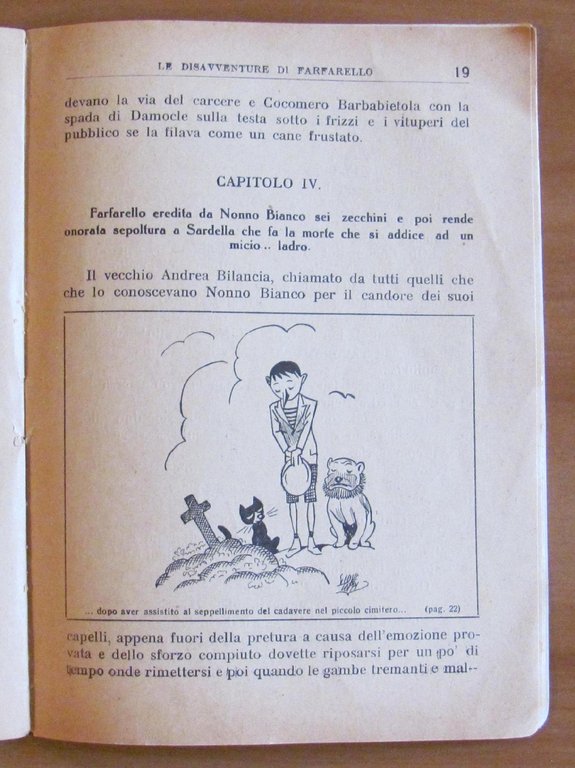 LE DISAVVENTURE DI FARFARELLO 19
devano la via del carcere e Cocomero Barbabietola con la
spada di Damocle sulla testa sotto i frizzi e i vituperi del
pubblico se la filava come un cane frustato.
CAPITOLO IV.
Farfarello eredita da Nonno Bianco sei zecchini e poi rende
onorata sepoltura a Sardella che fa la morte che si addice ad un
micio... ladro.
Il vecchio Andrea Bilancia, chiamato da tutti quelli che
che lo conoscevano Nonno Bianco per il candore dei suoi
... dopo aver assistito al seppellimento del cadavere nel piccolo cimitero... (pag. 22)
capelli, appena fuori della pretura a causa dell'emozione pro-
vata e dello sforzo compiuto dovette riposarsi per un po' di
tempo onde rimettersi e poi quando le gambe tremanti e mal-